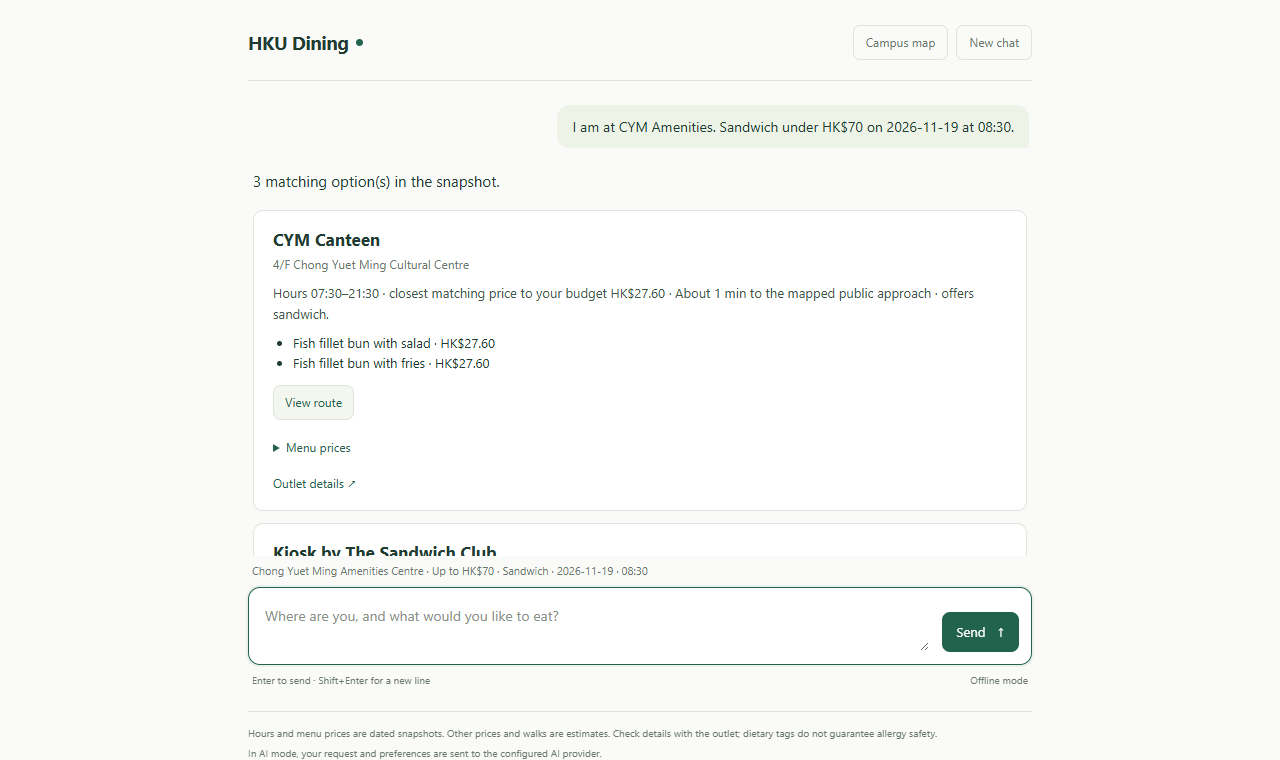 HKU Dining
Campus map
New chat
I am at CYM Amenities. Sandwich under HK$70 on 2026-11-19 at 08:30.
3 matching option(s) in the snapshot.
CYM Canteen
4/F Chong Yuet Ming Cultural Centre
Hours 07:30–21:30 · closest matching price to your budget HK$27.60 · About 1 min to the mapped public approach · offers
sandwich.
• Fish fillet bun with salad · HK$27.60
• Fish fillet bun with fries · HK$27.60
View route
▶ Menu prices
Outlet details ↗
Kiosk by The Sandwich Club
Chong Yuet Ming Amenities Centre · Up to HK$70 · Sandwich · 2026-11-19 · 08:30
Where are you, and what would you like to eat?
Send ↑
Enter to send · Shift+Enter for a new line
Offline mode
Hours and menu prices are dated snapshots. Other prices and walks are estimates. Check details with the outlet; dietary tags do not guarantee allergy safety.
In AI mode, your request and preferences are sent to the configured AI provider.